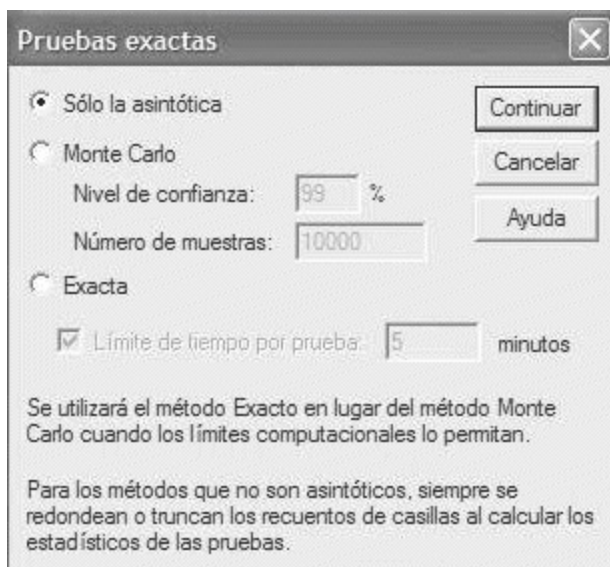 Pruebas exactas
Sólo la asintótica
Continuar
Monte Carlo
Cancelar
Nivel de confianza: 99 %
Ayuda
Número de muestras: 10000
Exacta
Límite de tiempo por prueba: 5 minutos
Se utilizará el método Exacto en lugar del método Monte
Carlo cuando los límites computacionales lo permitan.
Para los métodos que no son asintóticos, siempre se
redondean o truncan los recuentos de casillas al calcular los
estadísticos de las pruebas.